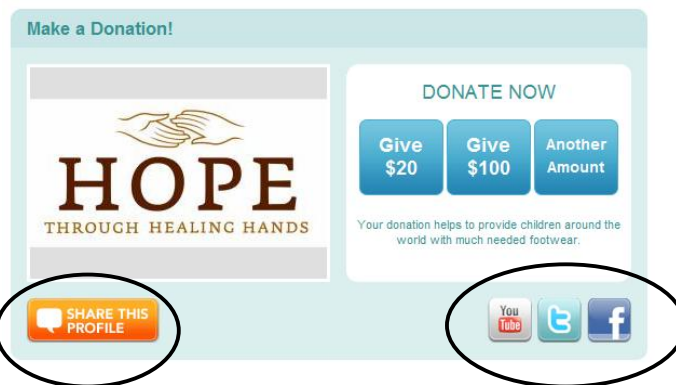 Make a Donation!
HOPE
THROUGH HEALING HANDS
DONATE NOW
Give
$20
Give
$100
Another
Amount
Your donation helps to provide children around the
world with much needed footwear.
SHARE THIS
PROFILE
You
Tube
t
f